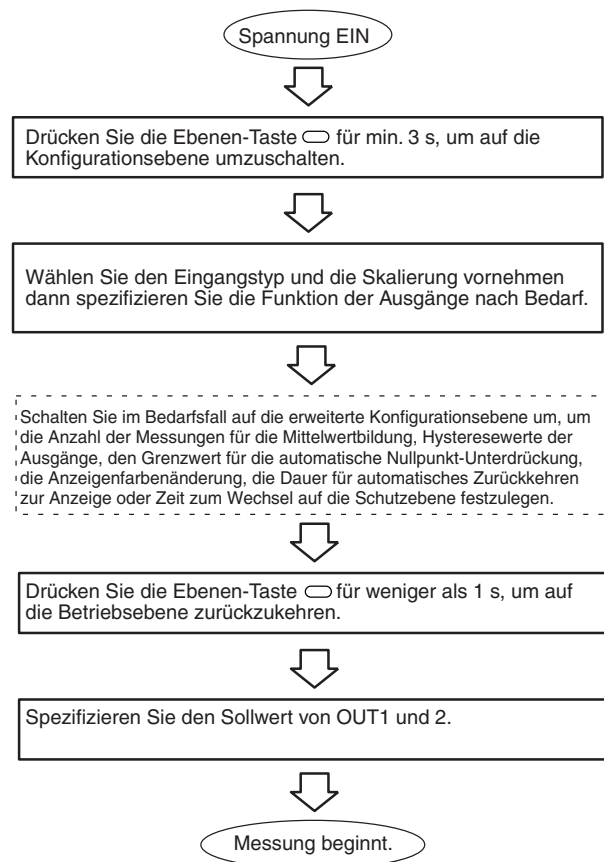 Spannung EIN
Drücken Sie die Ebenen-Taste für min. 3 s, um auf die
Konfigurationsebene umzuschalten.
Wählen Sie den Eingangstyp und die Skalierung vornehmen
dann spezifizieren Sie die Funktion der Ausgänge nach Bedarf.
Schalten Sie im Bedarfsfall auf die erweiterte Konfigurationsebene um, um
die Anzahl der Messungen für die Mittelwertbildung, Hysteresewerte der
Ausgänge, den Grenzwert für die automatische Nullpunkt-Unterdrückung,
die Anzeigenfarbenänderung, die Dauer für automatisches Zurückkehren
zur Anzeige oder Zeit zum Wechsel auf die Schutzebene festzulegen.
Drücken Sie die Ebenen-Taste für weniger als 1 s, um auf
die Betriebsebene zurückzukehren.
Spezifizieren Sie den Sollwert von OUT1 und 2.
Messung beginnt.